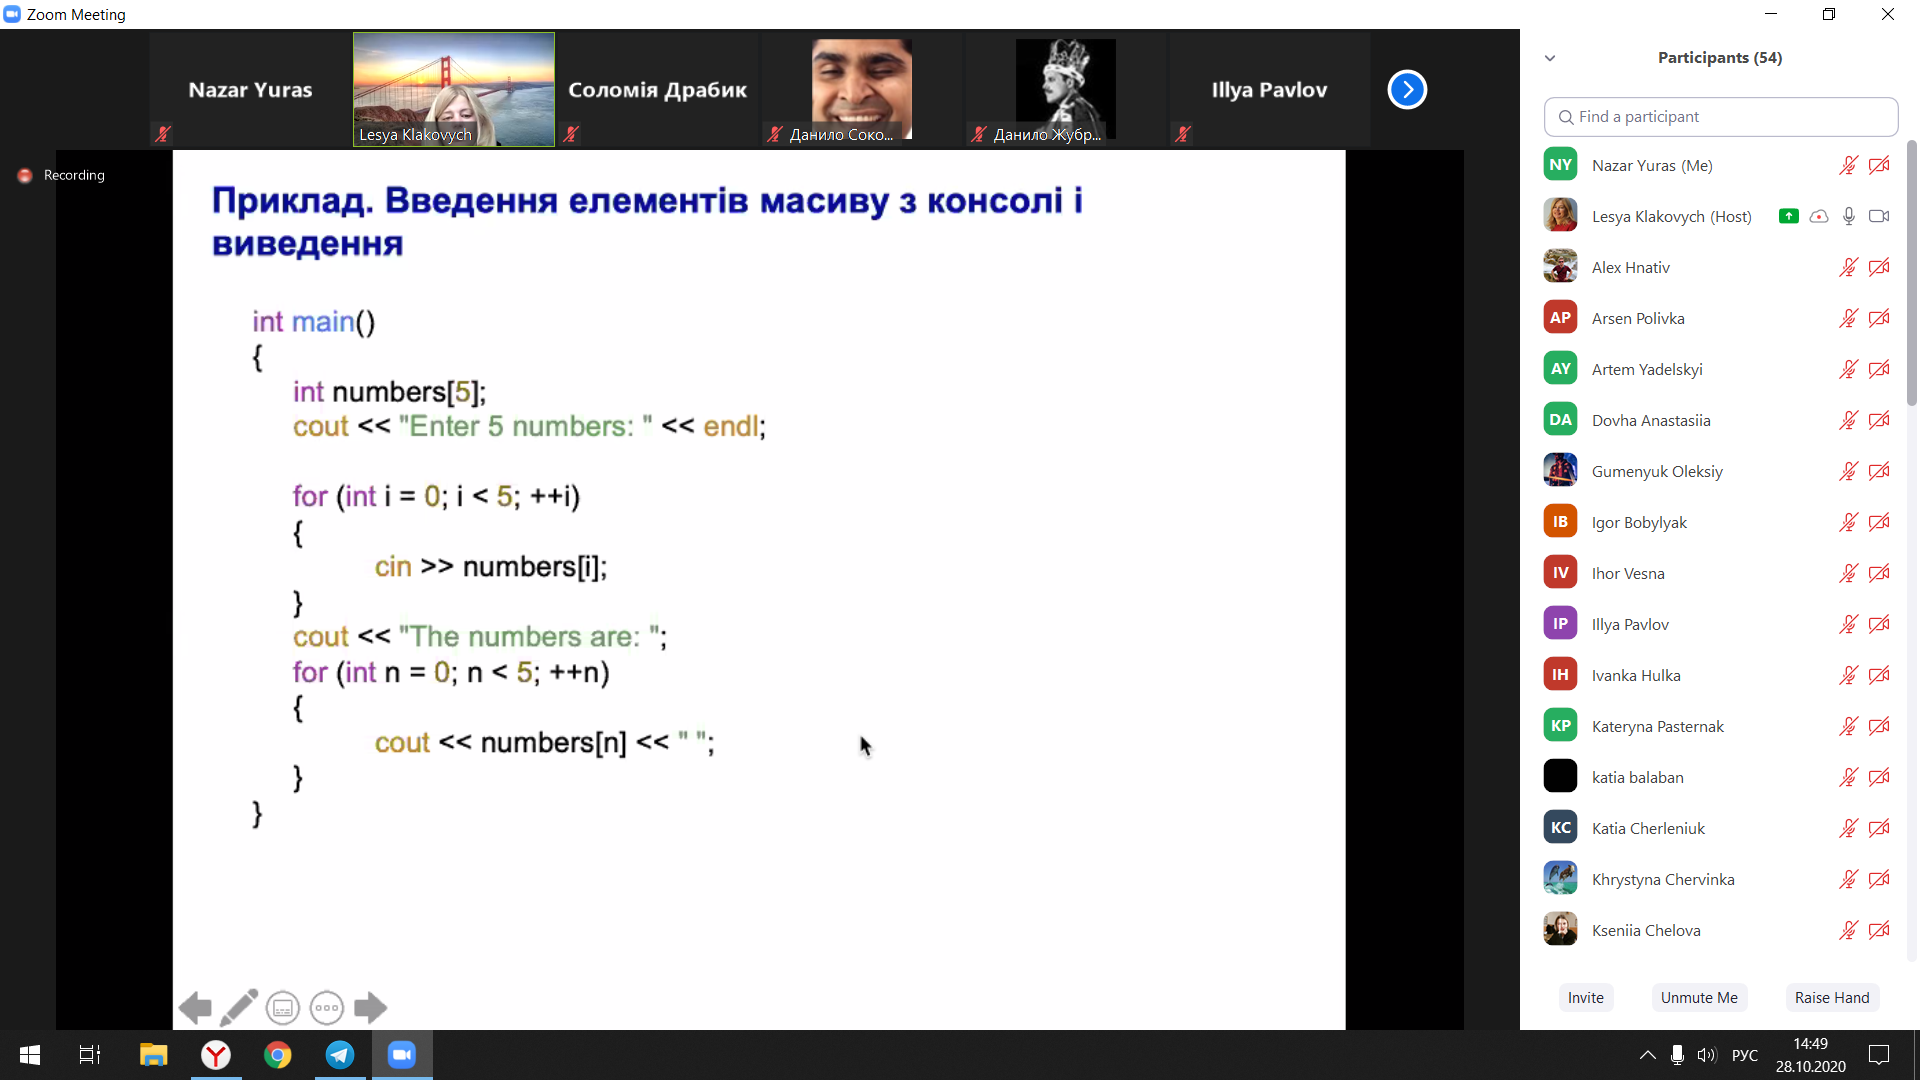 Zoom Meeting
Nazar Yuras
Lesya Klakovych
Соломія Драбик
Данило Соко...
Данило Жубр...
Illya Pavlov
Recording
Приклад. Введення елементів масиву з консолі і
виведення
int main()
{
int numbers[5];
cout << "Enter 5 numbers: " << endl;
for (int i = 0; i < 5; ++i)
{
cin >> numbers[i];
}
cout << "The numbers are: ";
for (int n = 0; n < 5; ++n)
{
cout << numbers[n] << " ";
}
}
Participants (54)
Find a participant
NY Nazar Yuras (Me)
Lesya Klakovych (Host)
Alex Hnativ
AP Arsen Polivka
AY Artem Yadelskyi
DA Dovha Anastasiia
Gumenyuk Oleksiy
IB Igor Bobylyak
IV Ihor Vesna
IP Illya Pavlov
IH Ivanka Hulka
KP Kateryna Pasternak
katia balaban
KC Katia Cherleniuk
Khrystyna Chervinka
Kseniia Chelova
Invite Unmute Me Raise Hand
РУС
14:49
28.10.2020